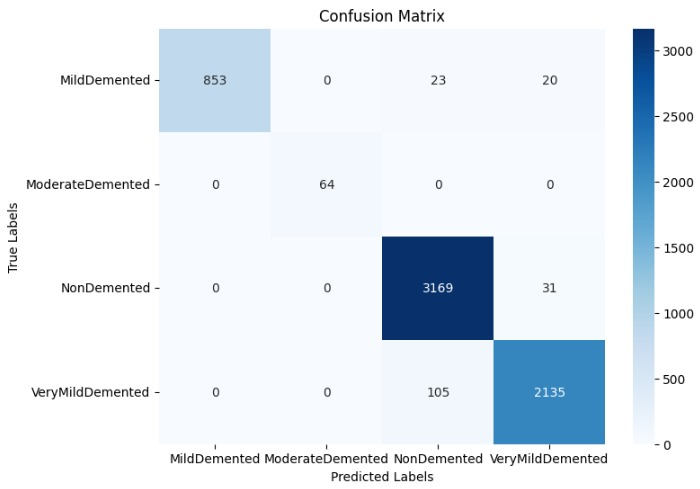 Confusion Matrix
True Labels
MildDemented 853 0 23 20
ModerateDemented 0 64 0 0
NonDemented 0 0 3169 31
VeryMildDemented 0 0 105 2135
MildDemented ModerateDemented NonDemented VeryMildDemented
Predicted Labels
3000
2500
2000
1500
1000
500
0